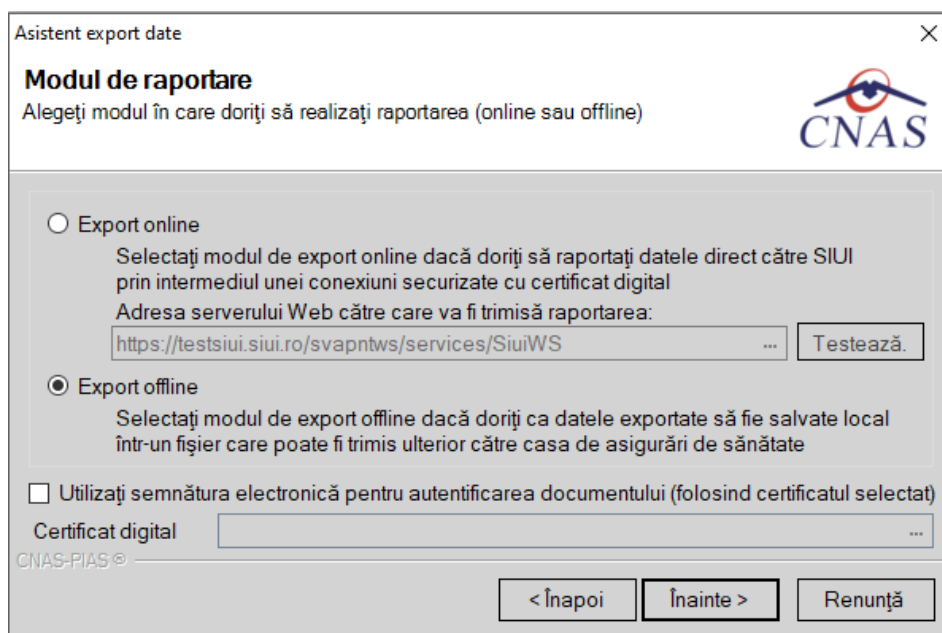 Asistent export date
Modul de raportare
Alegeţi modul în care doriţi să realizaţi raportarea (online sau offline)
CNAS
Export online
Selectaţi modul de export online dacă doriţi să raportaţi datele direct către SIUI
prin intermediul unei conexiuni securizate cu certificat digital
Adresa serverului Web către care va fi trimisă raportarea:
https://testsiui.siui.ro/svapntws/services/SiuiWS ... Testează.
Export offline
Selectaţi modul de export offline dacă doriţi ca datele exportate să fie salvate local
într-un fişier care poate fi trimis ulterior către casa de asigurări de sănătate
Utilizaţi semnătura electronică pentru autentificarea documentului (folosind certificatul selectat)
Certificat digital ...
CNAS-PIAS®
< Înapoi Înainte > Renunţă